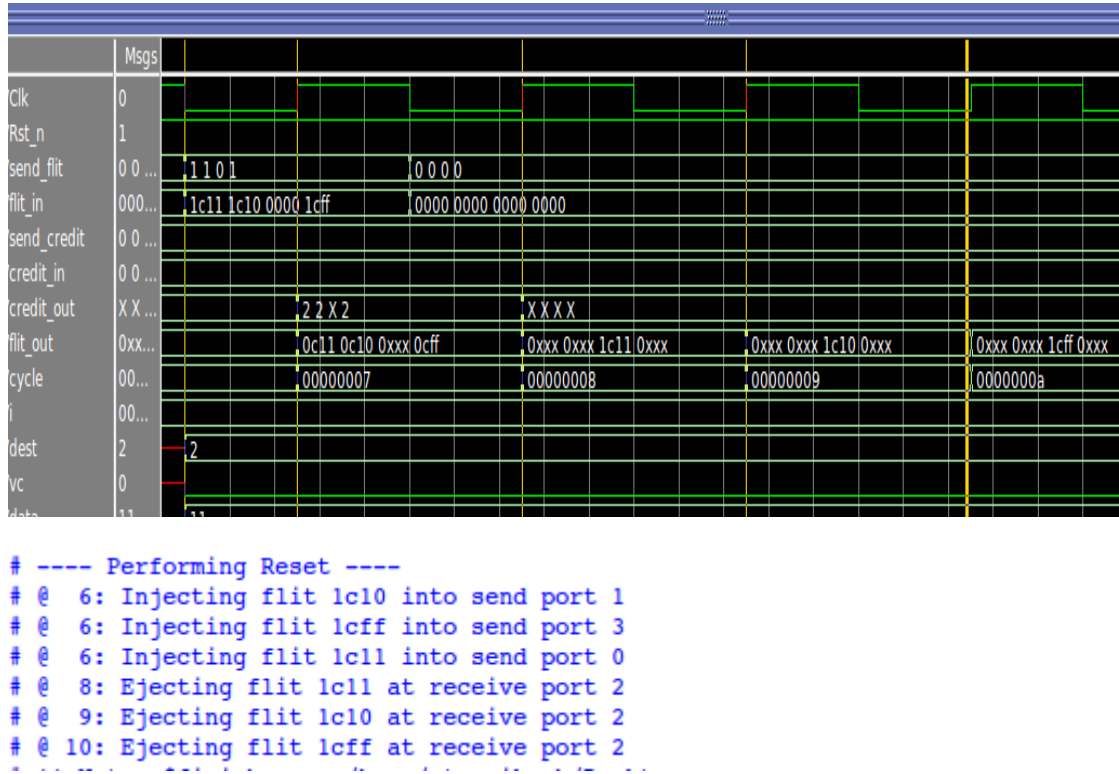 Msgs
/Clk 0
/Rst_n 1
/send_flit 0 0 ... 1 1 0 1 0 0 0 0
/flit_in 000... 1c11 1c10 0000 1cff 0000 0000 0000 0000
/send_credit 0 0 ...
/credit_in 0 0 ...
/credit_out X X ... 2 2 X 2 X X X X
/flit_out 0xx... 0c11 0c10 0xxx 0cff 0xxx 0xxx 1c11 0xxx 0xxx 0xxx 1c10 0xxx 0xxx 0xxx 1cff 0xxx
/cycle 00... 00000007 00000008 00000009 0000000a
/i 00...
/dest 2 2
/vc 0
/data 11 11
# ---- Performing Reset ----
# @ 6: Injecting flit 1c10 into send port 1
# @ 6: Injecting flit 1cff into send port 3
# @ 6: Injecting flit 1c11 into send port 0
# @ 8: Ejecting flit 1c11 at receive port 2
# @ 9: Ejecting flit 1c10 at receive port 2
# @ 10: Ejecting flit 1cff at receive port 2